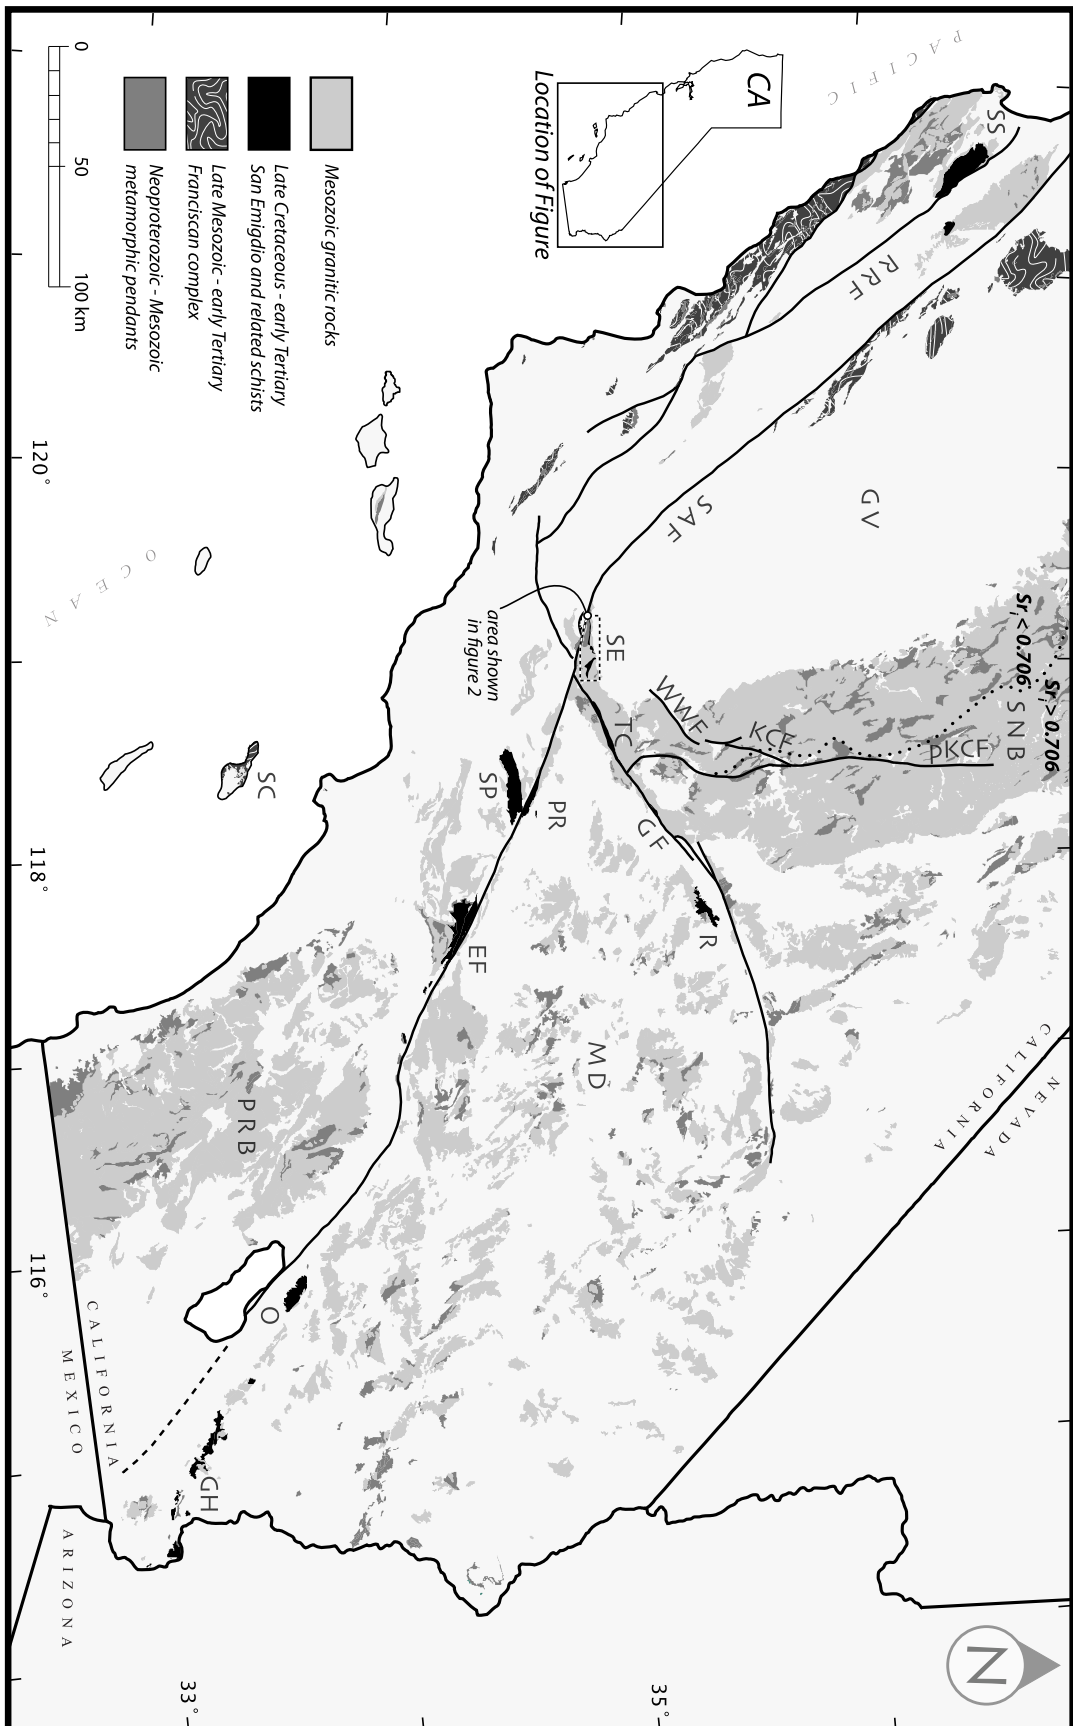 PACIFIC
OCEAN
CA
Location of Figure
0
50
100 km
Mesozoic granitic rocks
Late Cretaceous - early Tertiary
San Emigdio and related schists
Late Mesozoic - early Tertiary
Franciscan complex
Neoproterozoic - Mesozoic
metamorphic pendants
SS
RRF
SAF
GV
Sri < 0.706
Sri > 0.706
SNB
pKCF
KCF
WWF
SE
area shown
in figure 2
TC
GF
PR
SP
R
EF
SC
MD
PRB
O
GH
CALIFORNIA
NEVADA
CALIFORNIA
MEXICO
ARIZONA
120°
118°
116°
33°
35°
N